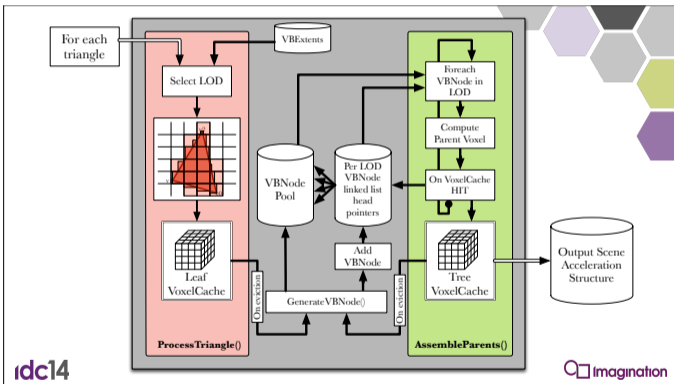 For each
triangle
VBExtents
Select LOD
Foreach
VBNode in
LOD
Compute
Parent Voxel
On VoxelCache
HIT
VBNode
Pool
Per LOD
VBNode
linked list
head
pointers
Add
VBNode
Leaf
VoxelCache
Tree
VoxelCache
Output Scene
Acceleration
Structure
On eviction
GenerateVBNode()
On eviction
ProcessTriangle()
AssembleParents()
idc14
Imagination